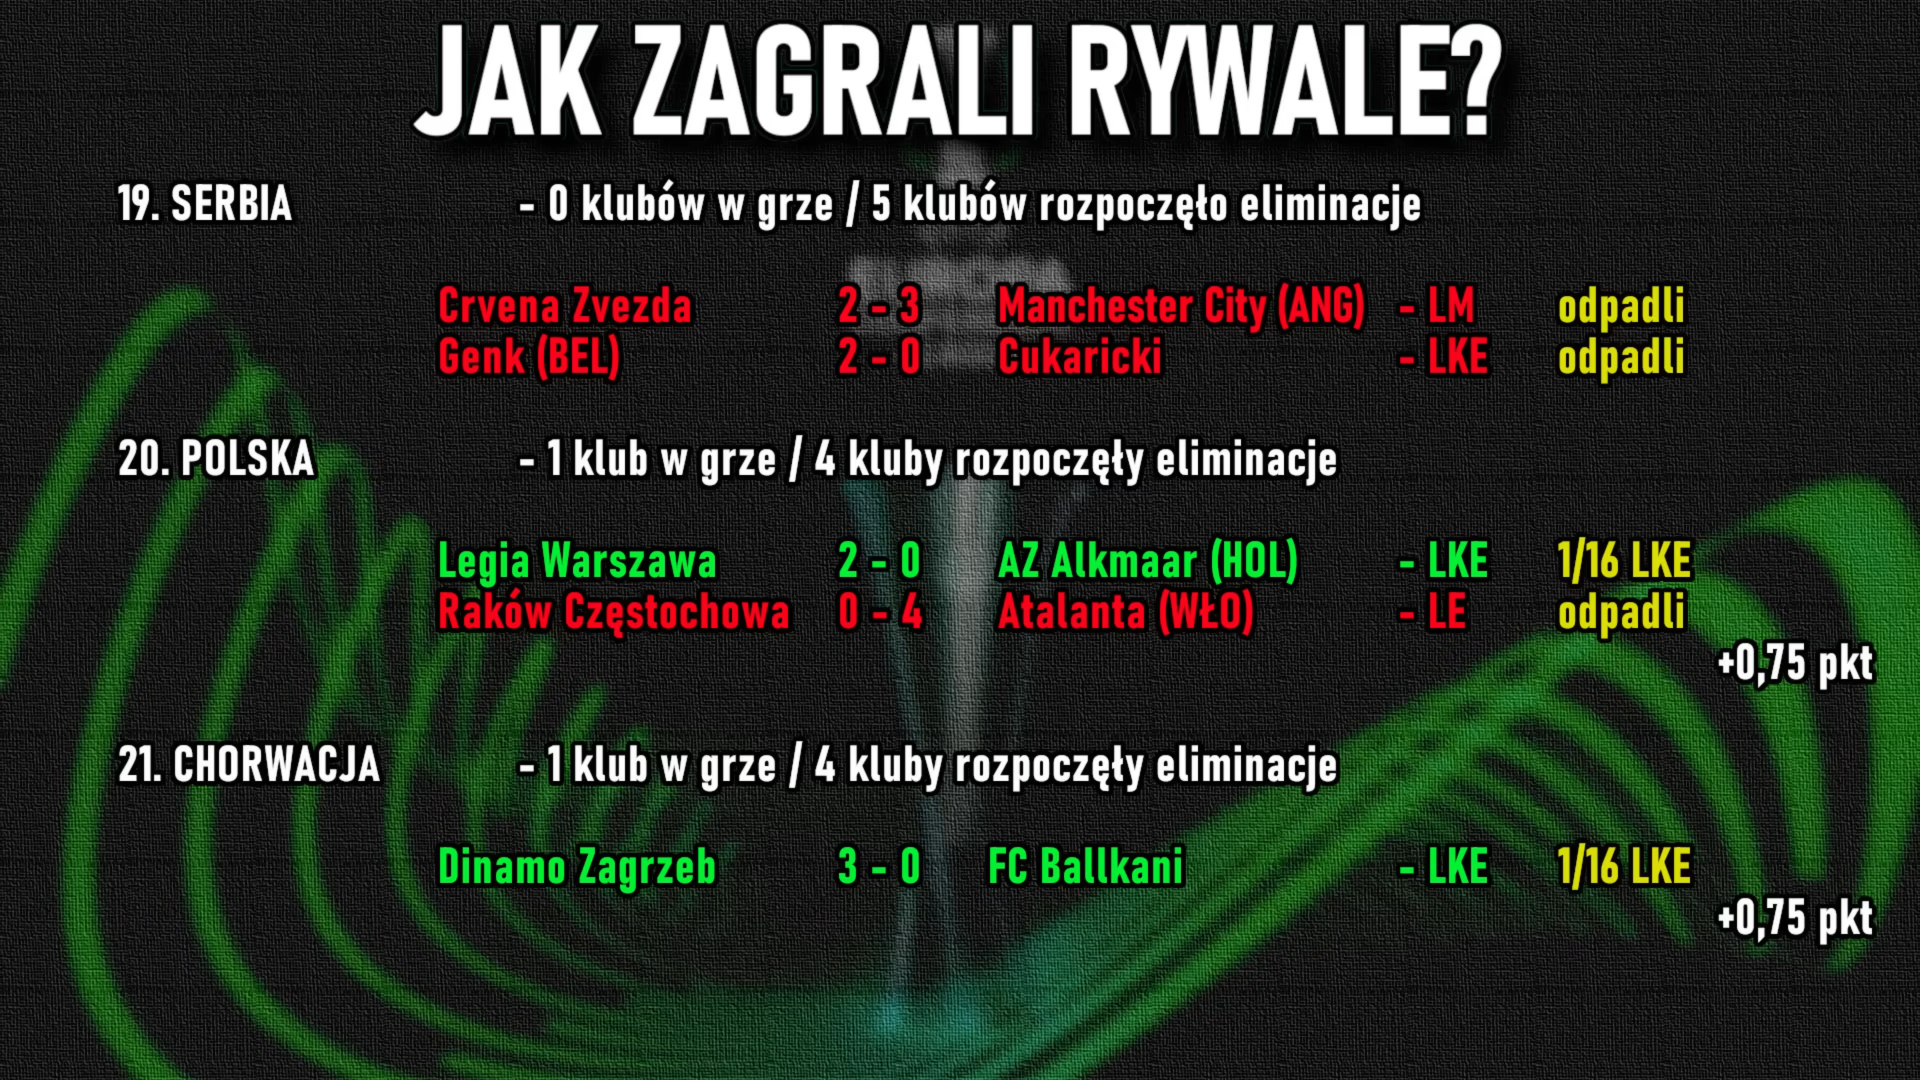 JAK ZAGRALI RYWALE?
19. SERBIA - 0 klubów w grze / 5 klubów rozpoczęło eliminacje
Crvena Zvezda 2 - 3 Manchester City (ANG) - LM odpadli
Genk (BEL) 2 - 0 Cukaricki - LKE odpadli
20. POLSKA - 1 klub w grze / 4 kluby rozpoczęły eliminacje
Legia Warszawa 2 - 0 AZ Alkmaar (HOL) - LKE 1/16 LKE
Raków Częstochowa 0 - 4 Atalanta (WŁO) - LE odpadli
+0,75 pkt
21. CHORWACJA - 1 klub w grze / 4 kluby rozpoczęły eliminacje
Dinamo Zagrzeb 3 - 0 FC Ballkani - LKE 1/16 LKE
+0,75 pkt